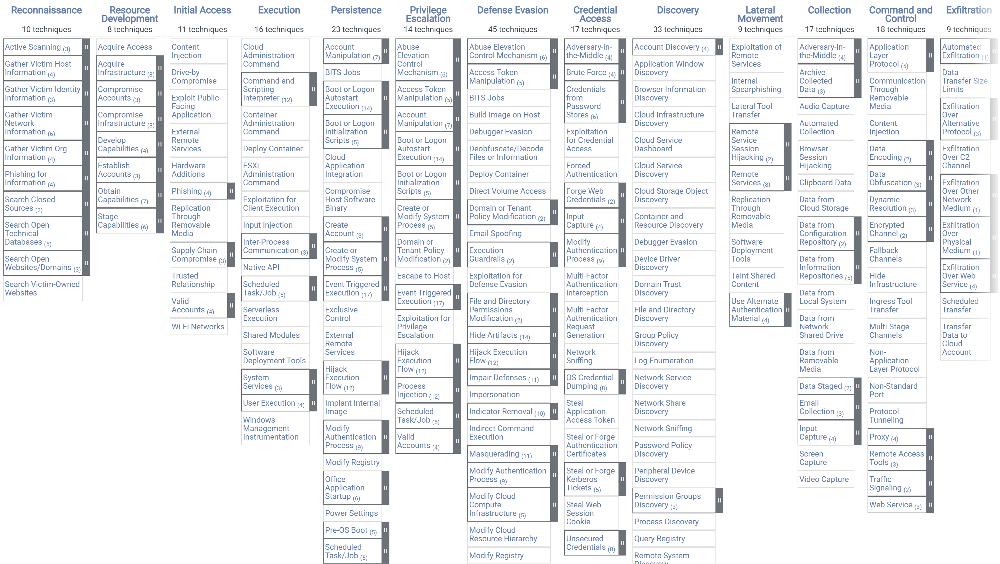 Reconnaissance
10 techniques
Active Scanning (3)
Gather Victim Host
Information (4)
Gather Victim Identity
Information (3)
Gather Victim
Network
Information (6)
Gather Victim Org
Information (4)
Phishing for
Information (4)
Search Closed
Sources (2)
Search Open
Technical
Databases (5)
Search Open
Websites/Domains (3)
Search Victim-Owned
Websites
Resource
Development
8 techniques
Acquire Access
Acquire
Infrastructure (8)
Compromise
Accounts (3)
Compromise
Infrastructure (8)
Develop
Capabilities (4)
Establish
Accounts (3)
Obtain
Capabilities (7)
Stage
Capabilities (6)
Initial Access
11 techniques
Content
Injection
Drive-by
Compromise
Exploit Public-
Facing
Application
External
Remote
Services
Hardware
Additions
Phishing (4)
Replication
Through
Removable
Media
Supply Chain
Compromise (3)
Trusted
Relationship
Valid
Accounts (4)
Wi-Fi Networks
Execution
16 techniques
Cloud
Administration
Command
Command and
Scripting
Interpreter (12)
Container
Administration
Command
Deploy Container
ESXi
Administration
Command
Exploitation for
Client Execution
Input Injection
Inter-Process
Communication (3)
Native API
Scheduled
Task/Job (5)
Serverless
Execution
Shared Modules
Software
Deployment Tools
System
Services (3)
User Execution (4)
Windows
Management
Instrumentation
Persistence
23 techniques
Account
Manipulation (7)
BITS Jobs
Boot or Logon
Autostart
Execution (14)
Boot or Logon
Initialization
Scripts (5)
Cloud
Application
Integration
Compromise
Host Software
Binary
Create
Account (3)
Create or
Modify System
Process (5)
Event Triggered
Execution (17)
Exclusive
Control
External
Remote
Services
Hijack
Execution
Flow (12)
Implant Internal
Image
Modify
Authentication
Process (9)
Modify Registry
Office
Application
Startup (6)
Power Settings
Pre-OS Boot (5)
Scheduled
Task/Job (5)
Privilege
Escalation
14 techniques
Abuse
Elevation
Control
Mechanism (6)
Access Token
Manipulation (5)
Account
Manipulation (7)
Boot or Logon
Autostart
Execution (14)
Boot or Logon
Initialization
Scripts (5)
Create or
Modify System
Process (5)
Domain or
Tenant Policy
Modification (2)
Escape to Host
Event Triggered
Execution (17)
Exploitation for
Privilege
Escalation
Hijack
Execution
Flow (12)
Process
Injection (12)
Scheduled
Task/Job (5)
Valid
Accounts (4)
Defense Evasion
45 techniques
Abuse Elevation
Control Mechanism (6)
Access Token
Manipulation (5)
BITS Jobs
Build Image on Host
Debugger Evasion
Deobfuscate/Decode
Files or Information
Deploy Container
Direct Volume Access
Domain or Tenant
Policy Modification (2)
Email Spoofing
Execution
Guardrails (2)
Exploitation for
Defense Evasion
File and Directory
Permissions
Modification (2)
Hide Artifacts (14)
Hijack Execution
Flow (12)
Impair Defenses (11)
Impersonation
Indicator Removal (10)
Indirect Command
Execution
Masquerading (11)
Modify Authentication
Process (9)
Modify Cloud
Compute
Infrastructure (5)
Modify Cloud
Resource Hierarchy
Modify Registry
Credential
Access
17 techniques
Adversary-in-
the-Middle (4)
Brute Force (4)
Credentials
from
Password
Stores (6)
Exploitation
for Credential
Access
Forced
Authentication
Forge Web
Credentials (2)
Input
Capture (4)
Modify
Authentication
Process (9)
Multi-Factor
Authentication
Interception
Multi-Factor
Authentication
Request
Generation
Network
Sniffing
OS Credential
Dumping (8)
Steal
Application
Access Token
Steal or Forge
Authentication
Certificates
Steal or Forge
Kerberos
Tickets (5)
Steal Web
Session
Cookie
Unsecured
Credentials (8)
Discovery
33 techniques
Account Discovery (4)
Application Window
Discovery
Browser Information
Discovery
Cloud Infrastructure
Discovery
Cloud Service
Dashboard
Cloud Service
Discovery
Cloud Storage Object
Discovery
Container and
Resource Discovery
Debugger Evasion
Device Driver
Discovery
Domain Trust
Discovery
File and Directory
Discovery
Group Policy
Discovery
Log Enumeration
Network Service
Discovery
Network Share
Discovery
Network Sniffing
Password Policy
Discovery
Peripheral Device
Discovery
Permission Groups
Discovery (3)
Process Discovery
Query Registry
Remote System
Discovery
Lateral
Movement
9 techniques
Exploitation of
Remote
Services
Internal
Spearphishing
Lateral Tool
Transfer
Remote
Service
Session
Hijacking (2)
Remote
Services (8)
Replication
Through
Removable
Media
Software
Deployment
Tools
Taint Shared
Content
Use Alternate
Authentication
Material (4)
Collection
17 techniques
Adversary-in-
the-Middle (4)
Archive
Collected
Data (3)
Audio Capture
Automated
Collection
Browser
Session
Hijacking
Clipboard Data
Data from
Cloud Storage
Data from
Configuration
Repository (2)
Data from
Information
Repositories (5)
Data from
Local System
Data from
Network
Shared Drive
Data from
Removable
Media
Data Staged (2)
Email
Collection (3)
Input
Capture (4)
Screen
Capture
Video Capture
Command and
Control
18 techniques
Application
Layer
Protocol (5)
Communication
Through
Removable
Media
Content
Injection
Data
Encoding (2)
Data
Obfuscation (3)
Dynamic
Resolution (3)
Encrypted
Channel (2)
Fallback
Channels
Hide
Infrastructure
Ingress Tool
Transfer
Multi-Stage
Channels
Non-
Application
Layer Protocol
Non-Standard
Port
Protocol
Tunneling
Proxy (4)
Remote Access
Tools (3)
Traffic
Signaling (2)
Web Service (3)
Exfiltration
9 techniques
Automated
Exfiltration (1)
Data
Transfer Size
Limits
Exfiltration
Over
Alternative
Protocol (3)
Exfiltration
Over C2
Channel
Exfiltration
Over Other
Network
Medium (1)
Exfiltration
Over
Physical
Medium (1)
Exfiltration
Over Web
Service (4)
Scheduled
Transfer
Transfer
Data to
Cloud
Account